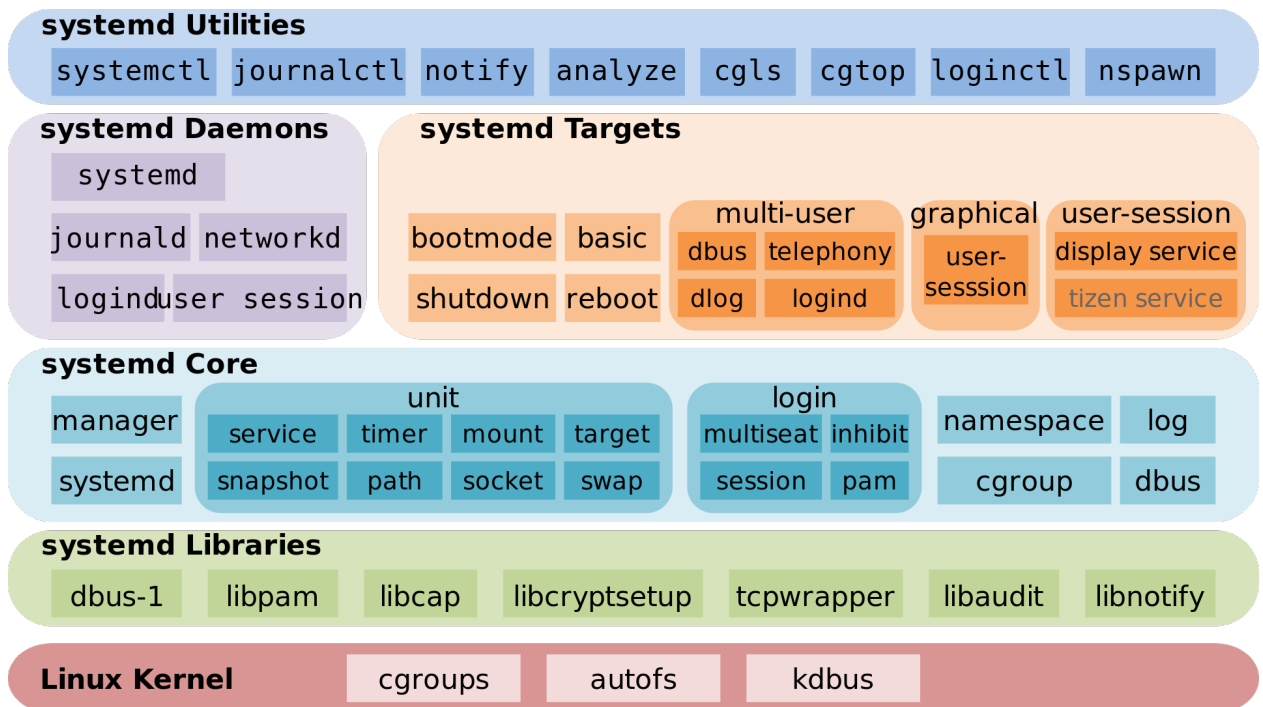 systemd Utilities
systemctl journalctl notify analyze cgls cgtop loginctl nspawn
systemd Daemons
systemd
journald networkd
logind user session
systemd Targets
bootmode basic
shutdown reboot
multi-user
dbus telephony
dlog logind
graphical
user-
sesssion
user-session
display service
tizen service
systemd Core
manager
systemd
unit
service timer mount target
snapshot path socket swap
login
multiseat inhibit
session pam
namespace log
cgroup dbus
systemd Libraries
dbus-1 libpam libcap libcryptsetup tcpwrapper libaudit libnotify
Linux Kernel cgroups autofs kdbus